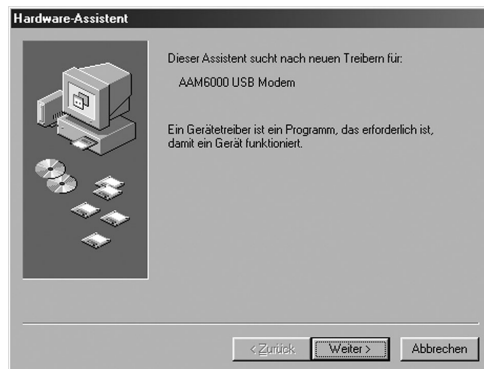 Hardware-Assistent
Dieser Assistent sucht nach neuen Treibern für:
AAM6000 USB Modem
Ein Gerätetreiber ist ein Programm, das erforderlich ist,
damit ein Gerät funktioniert.
< Zurück Weiter > Abbrechen